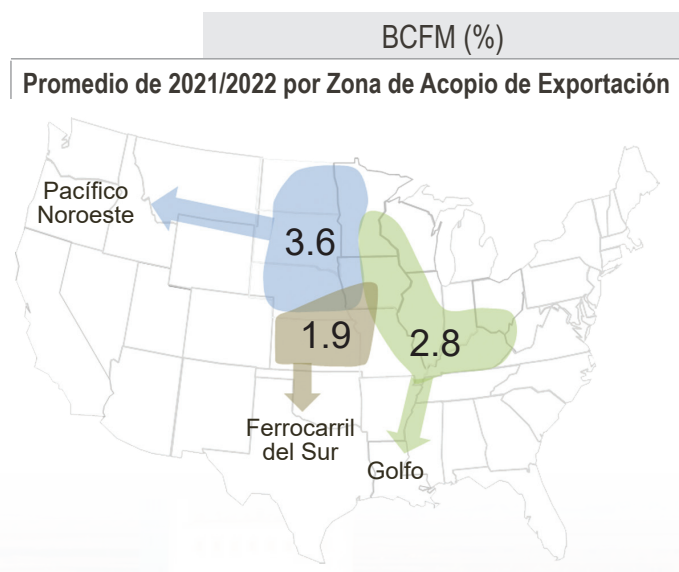 BCFM (%)
Promedio de 2021/2022 por Zona de Acopio de Exportación
Pacífico
Noroeste
3.6
1.9
2.8
Ferrocarril
del Sur
Golfo